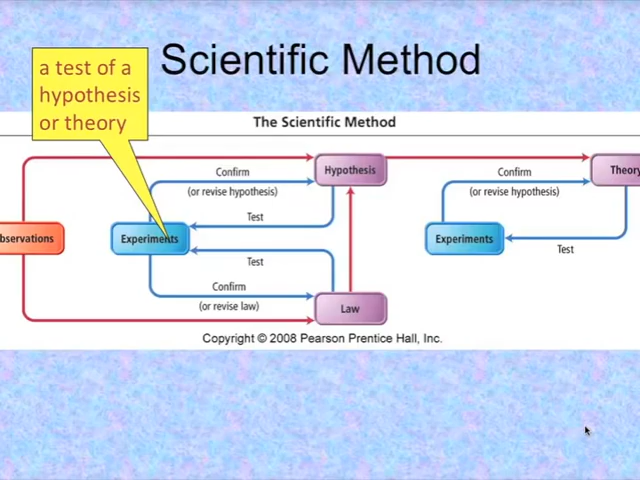 Scientific Method
a test of a
hypothesis
or theory
The Scientific Method
Confirm
(or revise hypothesis)
Hypothesis
Test
Experiments
Test
Confirm
(or revise law)
Law
bservations
Confirm
(or revise hypothesis)
Theory
Experiments
Test
Copyright © 2008 Pearson Prentice Hall, Inc.